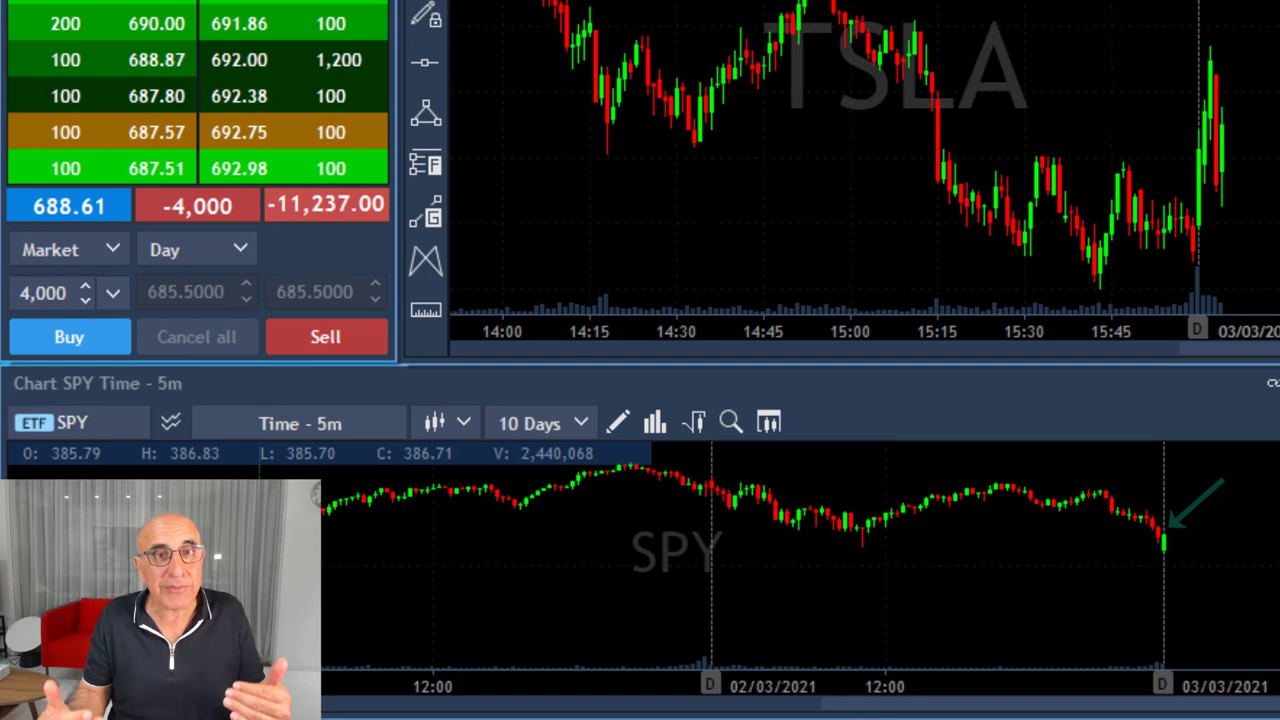 200 690.00 691.86 100
100 688.87 692.00 1,200
100 687.80 692.38 100
100 687.57 692.75 100
100 687.51 692.98 100
688.61 -4,000 -11,237.00
Market Day
4,000 685.5000 685.5000
Buy Cancel all Sell
TSLA
F
G
14:00 14:15 14:30 14:45 15:00 15:15 15:30 15:45 D 03/03/20
Chart SPY Time - 5m
ETF SPY Time - 5m 10 Days
O: 385.79 H: 386.83 L: 385.70 C: 386.71 V: 2,440,068
SPY
12:00 D 02/03/2021 12:00 D 03/03/2021